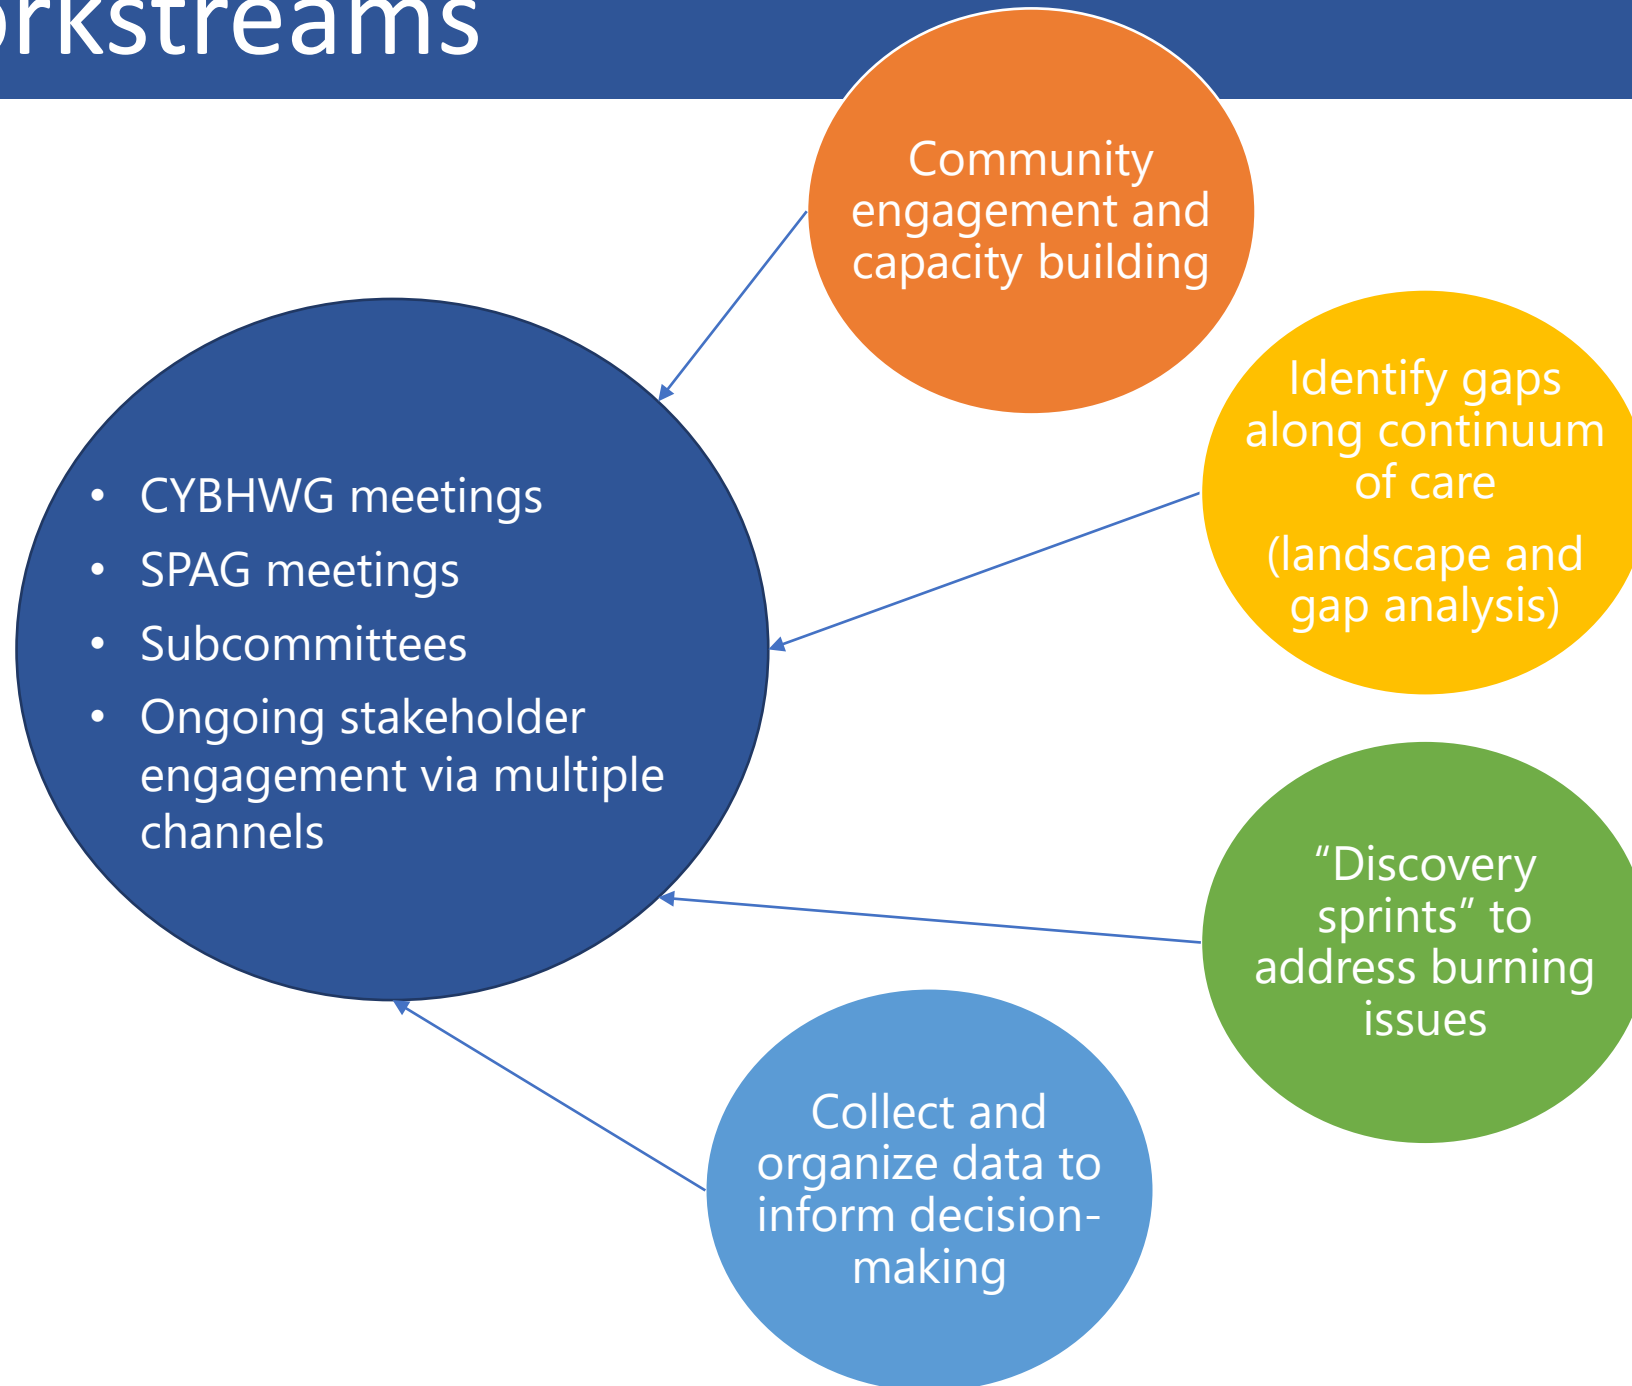 orkstreams
Community
engagement and
capacity building
Identify gaps
along continuum
of care
(landscape and
gap analysis)
• CYBHWG meetings
• SPAG meetings
• Subcommittees
• Ongoing stakeholder
engagement via multiple
channels
“Discovery
sprints” to
address burning
issues
Collect and
organize data to
inform decision-
making